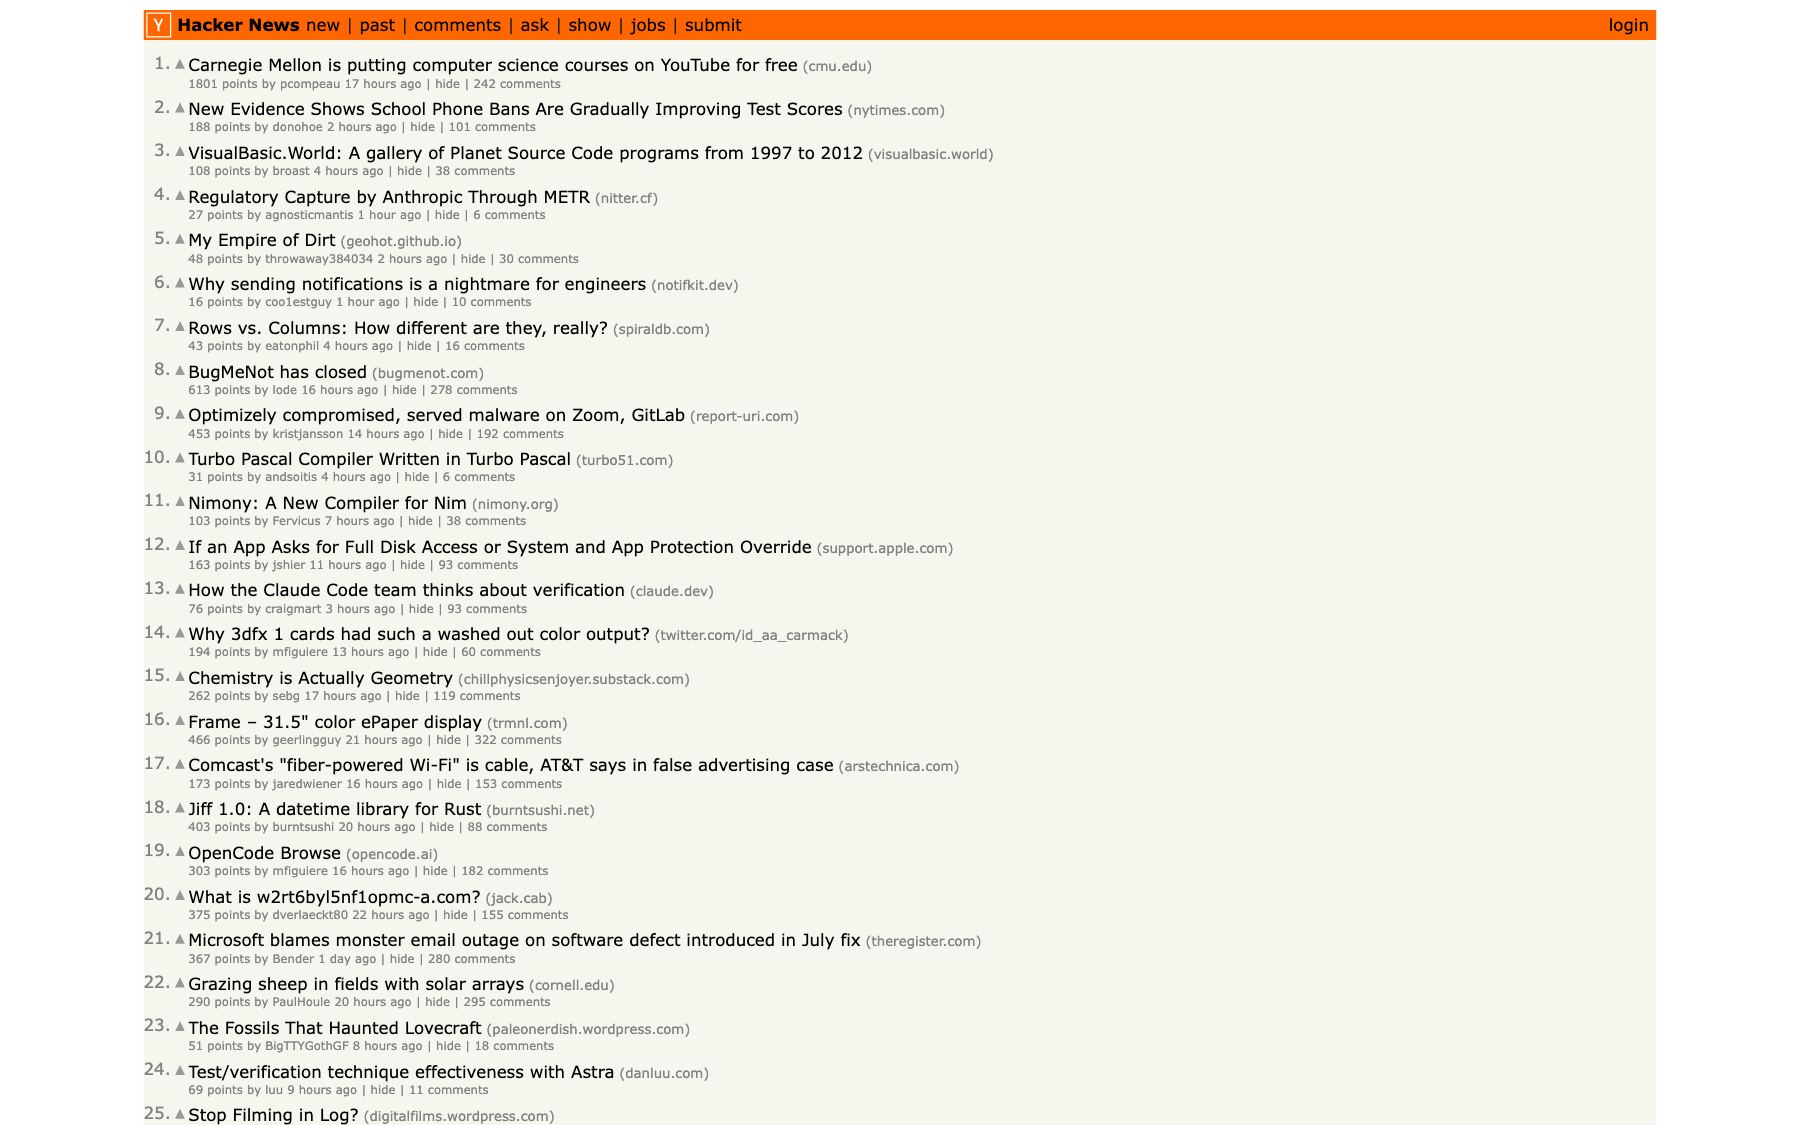 Y Hacker News new | past | comments | ask | show | jobs | submit login
1. Carnegie Mellon is putting computer science courses on YouTube for free (cmu.edu)
1801 points by pcompeau 17 hours ago | hide | 242 comments
2. New Evidence Shows School Phone Bans Are Gradually Improving Test Scores (nytimes.com)
188 points by donohoe 2 hours ago | hide | 101 comments
3. VisualBasic.World: A gallery of Planet Source Code programs from 1997 to 2012 (visualbasic.world)
108 points by broast 4 hours ago | hide | 38 comments
4. Regulatory Capture by Anthropic Through METR (nitter.cf)
27 points by agnosticmantis 1 hour ago | hide | 6 comments
5. My Empire of Dirt (geohot.github.io)
48 points by throwaway384034 2 hours ago | hide | 30 comments
6. Why sending notifications is a nightmare for engineers (notifkit.dev)
16 points by coo1estguy 1 hour ago | hide | 10 comments
7. Rows vs. Columns: How different are they, really? (spiraldb.com)
43 points by eatonphil 4 hours ago | hide | 16 comments
8. BugMeNot has closed (bugmenot.com)
613 points by lode 16 hours ago | hide | 278 comments
9. Optimizely compromised, served malware on Zoom, GitLab (report-uri.com)
453 points by kristjansson 14 hours ago | hide | 192 comments
10. Turbo Pascal Compiler Written in Turbo Pascal (turbo51.com)
31 points by andsoitis 4 hours ago | hide | 6 comments
11. Nimony: A New Compiler for Nim (nimony.org)
103 points by Fervicus 7 hours ago | hide | 38 comments
12. If an App Asks for Full Disk Access or System and App Protection Override (support.apple.com)
163 points by jshier 11 hours ago | hide | 93 comments
13. How the Claude Code team thinks about verification (claude.dev)
76 points by craigmart 3 hours ago | hide | 93 comments
14. Why 3dfx 1 cards had such a washed out color output? (twitter.com/id_aa_carmack)
194 points by mfiguiere 13 hours ago | hide | 60 comments
15. Chemistry is Actually Geometry (chillphysicsenjoyer.substack.com)
262 points by sebg 17 hours ago | hide | 119 comments
16. Frame – 31.5" color ePaper display (trmnl.com)
466 points by geerlingguy 21 hours ago | hide | 322 comments
17. Comcast's "fiber-powered Wi-Fi" is cable, AT&T says in false advertising case (arstechnica.com)
173 points by jaredwiener 16 hours ago | hide | 153 comments
18. Jiff 1.0: A datetime library for Rust (burntsushi.net)
403 points by burntsushi 20 hours ago | hide | 88 comments
19. OpenCode Browse (opencode.ai)
303 points by mfiguiere 16 hours ago | hide | 182 comments
20. What is w2rt6byl5nf1opmc-a.com? (jack.cab)
375 points by dverlaeckt80 22 hours ago | hide | 155 comments
21. Microsoft blames monster email outage on software defect introduced in July fix (theregister.com)
367 points by Bender 1 day ago | hide | 280 comments
22. Grazing sheep in fields with solar arrays (cornell.edu)
290 points by PaulHoule 20 hours ago | hide | 295 comments
23. The Fossils That Haunted Lovecraft (paleonerdish.wordpress.com)
51 points by BigTTYGothGF 8 hours ago | hide | 18 comments
24. Test/verification technique effectiveness with Astra (danluu.com)
69 points by luu 9 hours ago | hide | 11 comments
25. Stop Filming in Log? (digitalfilms.wordpress.com)